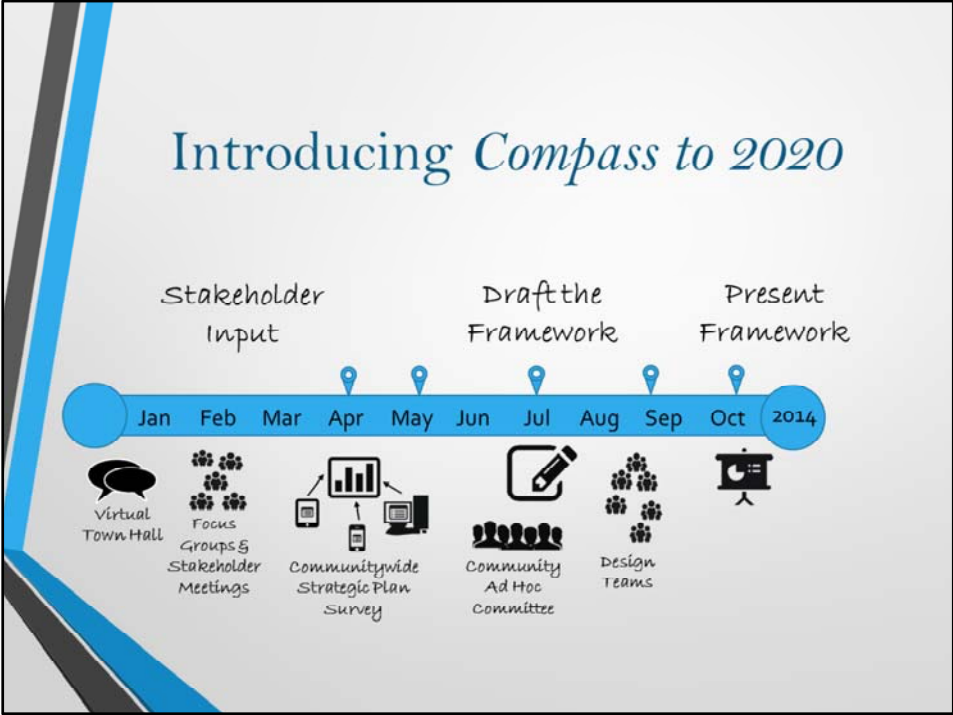 Introducing Compass to 2020
Stakeholder
Input
Draft the
Framework
Present
Framework
Jan Feb Mar Apr May Jun Jul Aug Sep Oct 2014
Virtual
Town Hall
Focus
Groups &
Stakeholder
Meetings
Communitywide
Strategic Plan
Survey
Community
Ad Hoc
Committee
Design
Teams